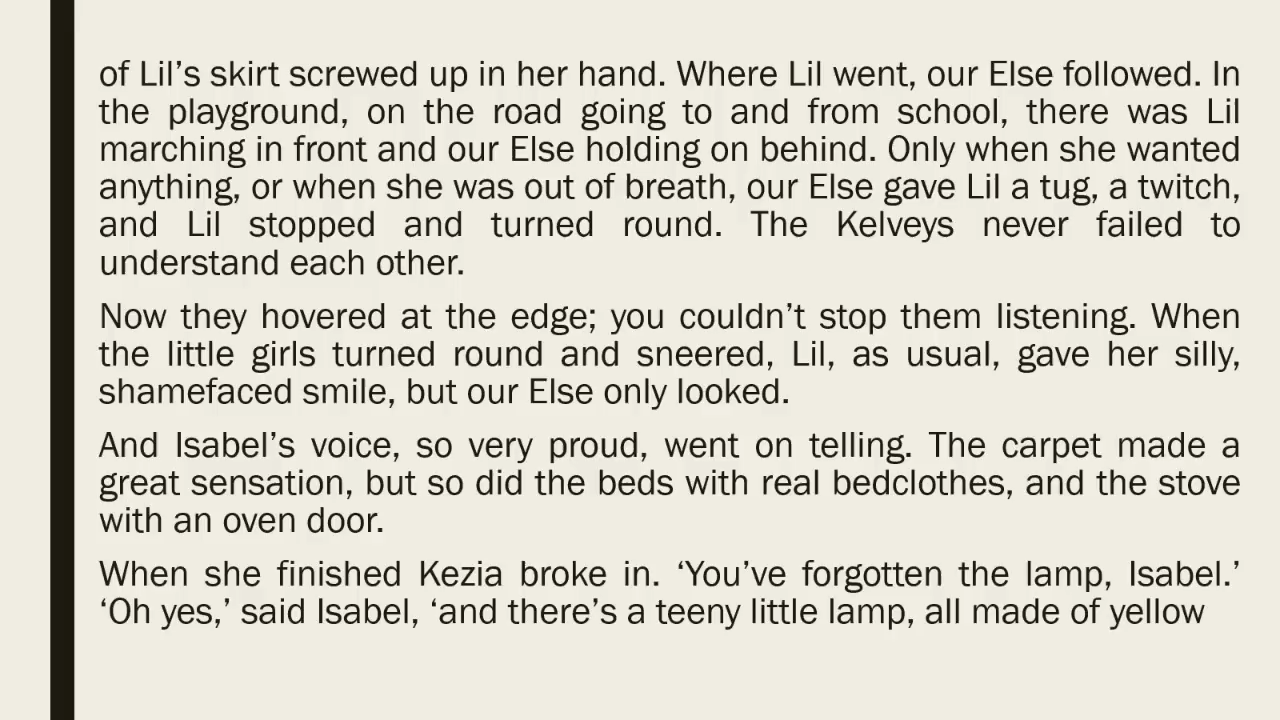 of Lil’s skirt screwed up in her hand. Where Lil went, our Else followed. In
the playground, on the road going to and from school, there was Lil
marching in front and our Else holding on behind. Only when she wanted
anything, or when she was out of breath, our Else gave Lil a tug, a twitch,
and Lil stopped and turned round. The Kelveys never failed to
understand each other.
Now they hovered at the edge; you couldn’t stop them listening. When
the little girls turned round and sneered, Lil, as usual, gave her silly,
shamefaced smile, but our Else only looked.
And Isabel’s voice, so very proud, went on telling. The carpet made a
great sensation, but so did the beds with real bedclothes, and the stove
with an oven door.
When she finished Kezia broke in. ‘You’ve forgotten the lamp, Isabel.’
‘Oh yes,’ said Isabel, ‘and there’s a teeny little lamp, all made of yellow